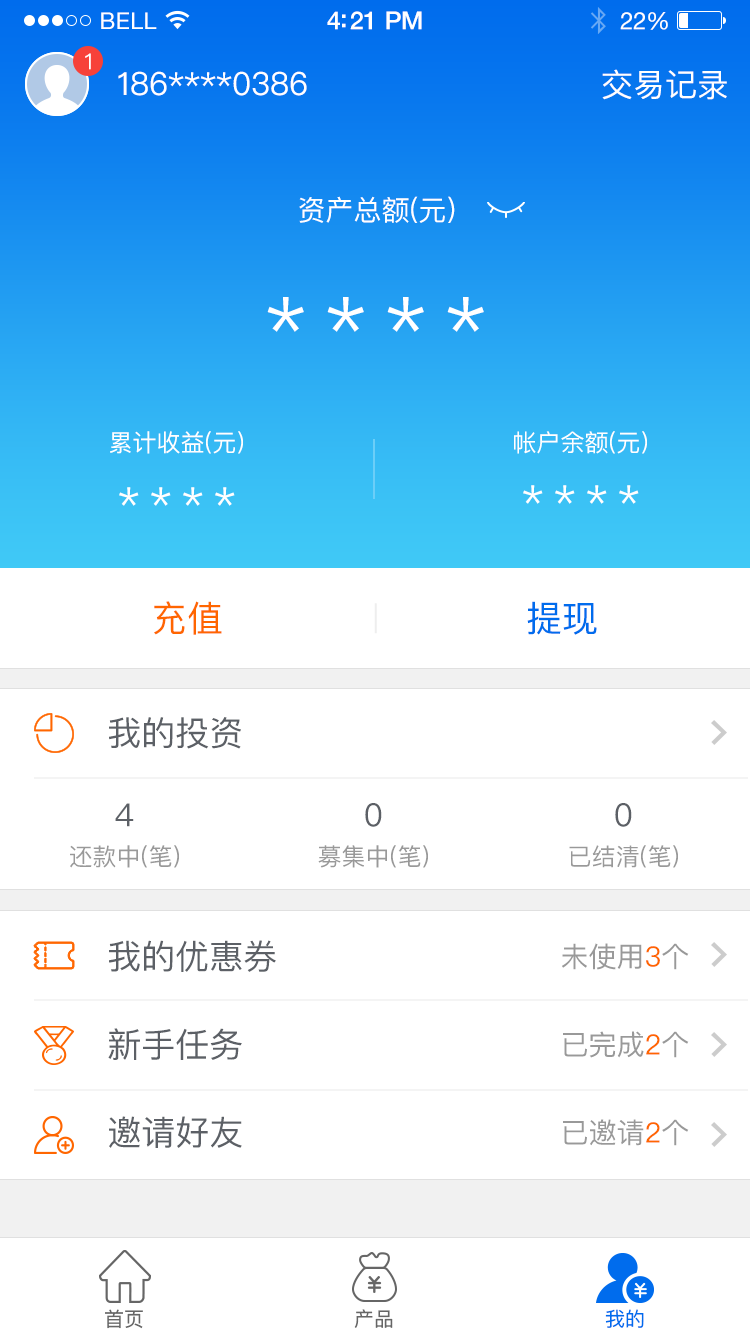 BELL 4:21 PM 22%
1
186****0386 交易记录
资产总额(元)
****
累计收益(元) 帐户余额(元)
**** ****
充值 提现
我的投资
4 0 0
还款中(笔) 募集中(笔) 已结清(笔)
我的优惠券 未使用3个
新手任务 已完成2个
邀请好友 已邀请2个
¥ ¥
首页 产品 我的